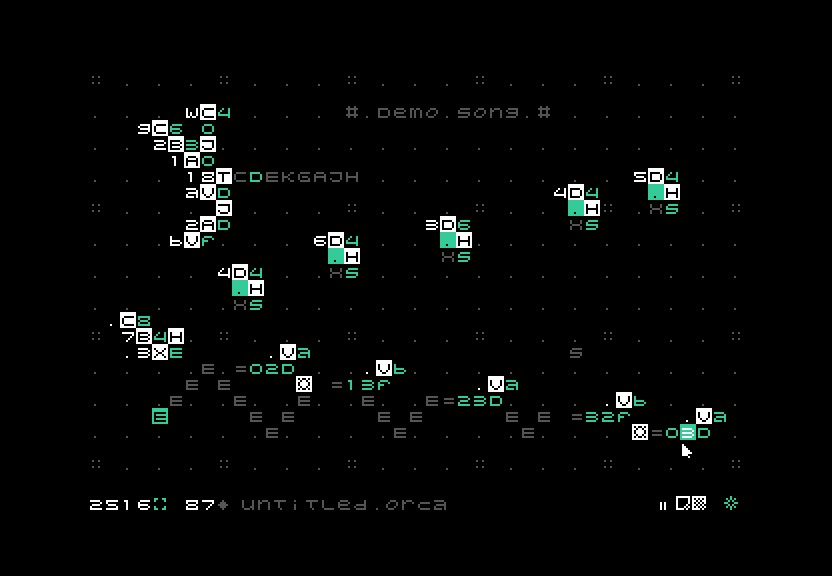 wC4 #.Demo.song.#
9C6 0
2B3J
1A0
18TCDEKGAJH 5D4
aVD 4D4 .H
J .H XS
2AD 3D6 XS
bVf 6D4 .H
.H XS
4D4 XS
.H
XS
.C8
7B4H
.3XE .Va S
E =02D .Vb
E E =13f .Va
E E E E E=23D .Vb
E E E E E E =32f .Va
E E E =03D
2516 87 untitled.orca